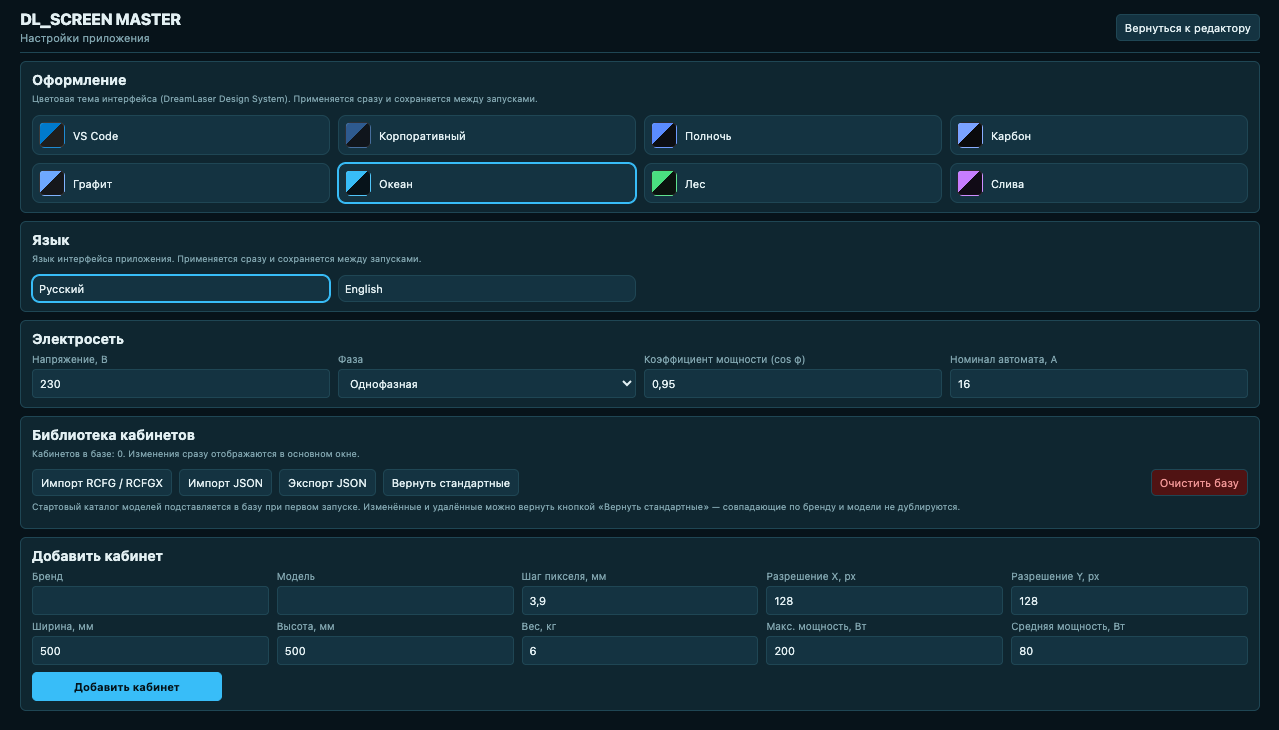 DL_SCREEN MASTER
Настройки приложения
Вернуться к редактору
Оформление
Цветовая тема интерфейса (DreamLaser Design System). Применяется сразу и сохраняется между запусками.
VS Code
Корпоративный
Полночь
Карбон
Графит
Океан
Лес
Слива
Язык
Язык интерфейса приложения. Применяется сразу и сохраняется между запусками.
Русский
English
Электросеть
Напряжение, В
Фаза
Коэффициент мощности (cos φ)
Номинал автомата, А
230
Однофазная
0,95
16
Библиотека кабинетов
Кабинетов в базе: 0. Изменения сразу отображаются в основном окне.
Импорт RCFG / RCFGX
Импорт JSON
Экспорт JSON
Вернуть стандартные
Очистить базу
Стартовый каталог моделей подставляется в базу при первом запуске. Изменённые и удалённые можно вернуть кнопкой «Вернуть стандартные» — совпадающие по бренду и модели не дублируются.
Добавить кабинет
Бренд
Модель
Шаг пикселя, мм
Разрешение X, px
Разрешение Y, px
3,9
128
128
Ширина, мм
Высота, мм
Вес, кг
Макс. мощность, Вт
Средняя мощность, Вт
500
500
6
200
80
Добавить кабинет